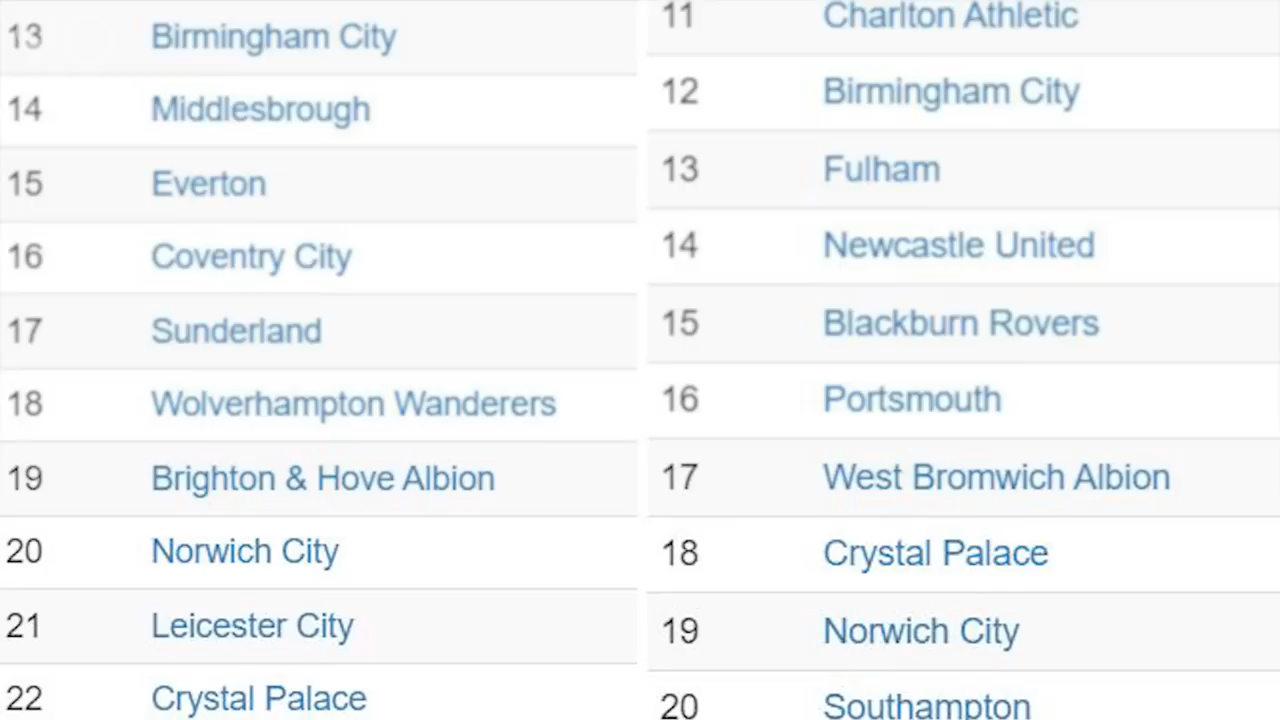 13 Birmingham City
14 Middlesbrough
15 Everton
16 Coventry City
17 Sunderland
18 Wolverhampton Wanderers
19 Brighton & Hove Albion
20 Norwich City
21 Leicester City
22 Crystal Palace
11 Charlton Athletic
12 Birmingham City
13 Fulham
14 Newcastle United
15 Blackburn Rovers
16 Portsmouth
17 West Bromwich Albion
18 Crystal Palace
19 Norwich City
20 Southampton